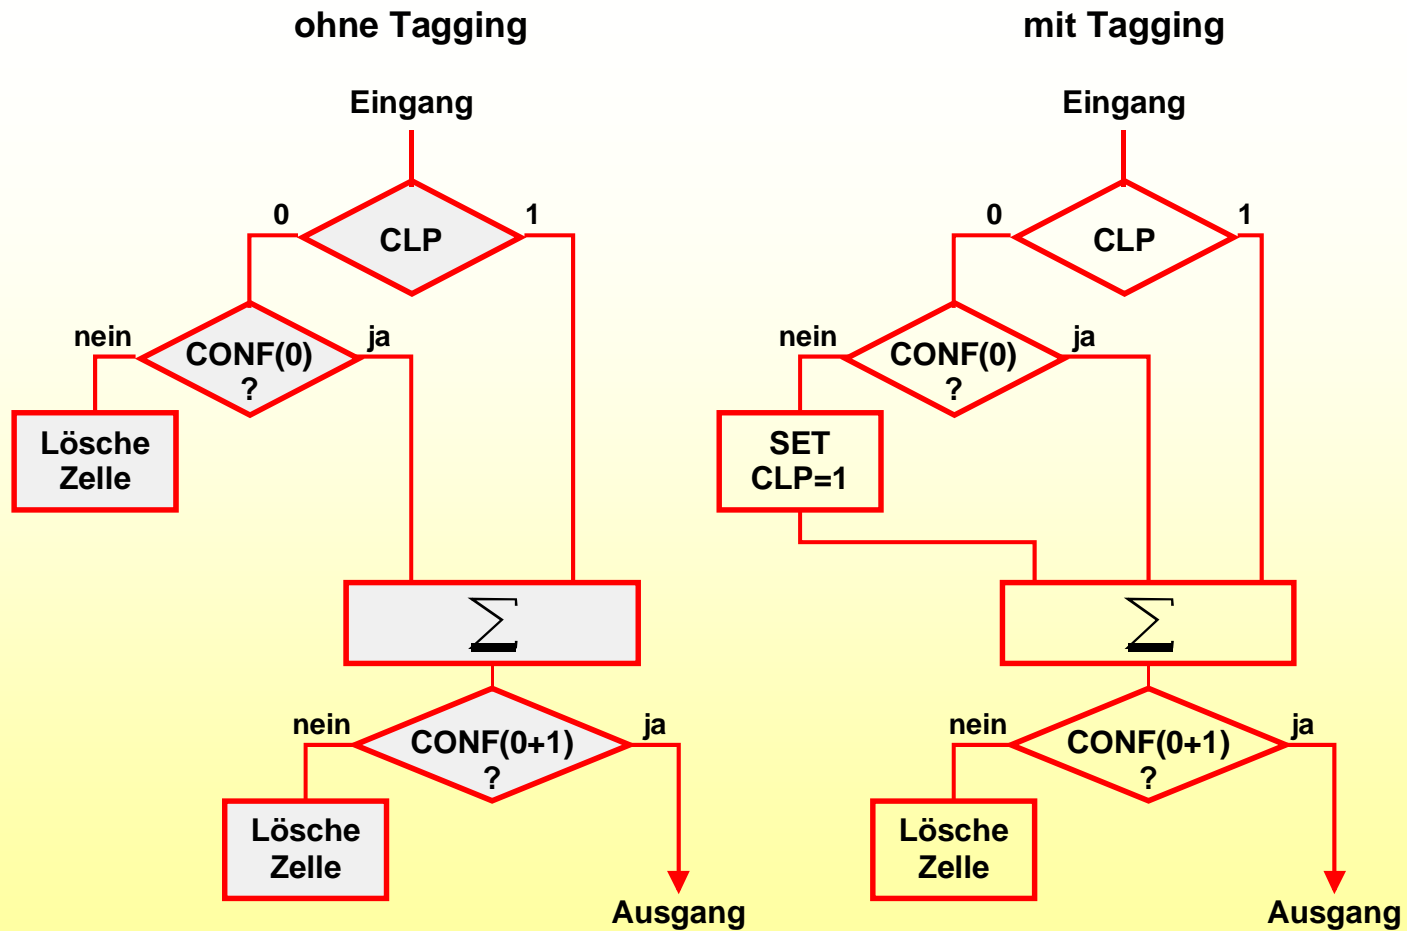 ohne Tagging
Eingang
0
1
CLP
nein
ja
CONF(0)
?
Lösche
Zelle
∑
nein
ja
CONF(0+1)
?
Lösche
Zelle
Ausgang
mit Tagging
Eingang
0
1
CLP
nein
ja
CONF(0)
?
SET
CLP=1
∑
nein
ja
CONF(0+1)
?
Lösche
Zelle
Ausgang